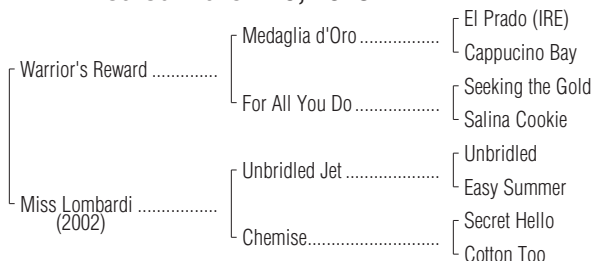 El Prado (IRE)
Medaglia d'Oro .................
Cappucino Bay
Warrior's Reward ..............
Seeking the Gold
For All You Do ..................
Salina Cookie
Unbridled
Unbridled Jet .....................
Easy Summer
Miss Lombardi .................
(2002)
Secret Hello
Chemise............................
Cotton Too